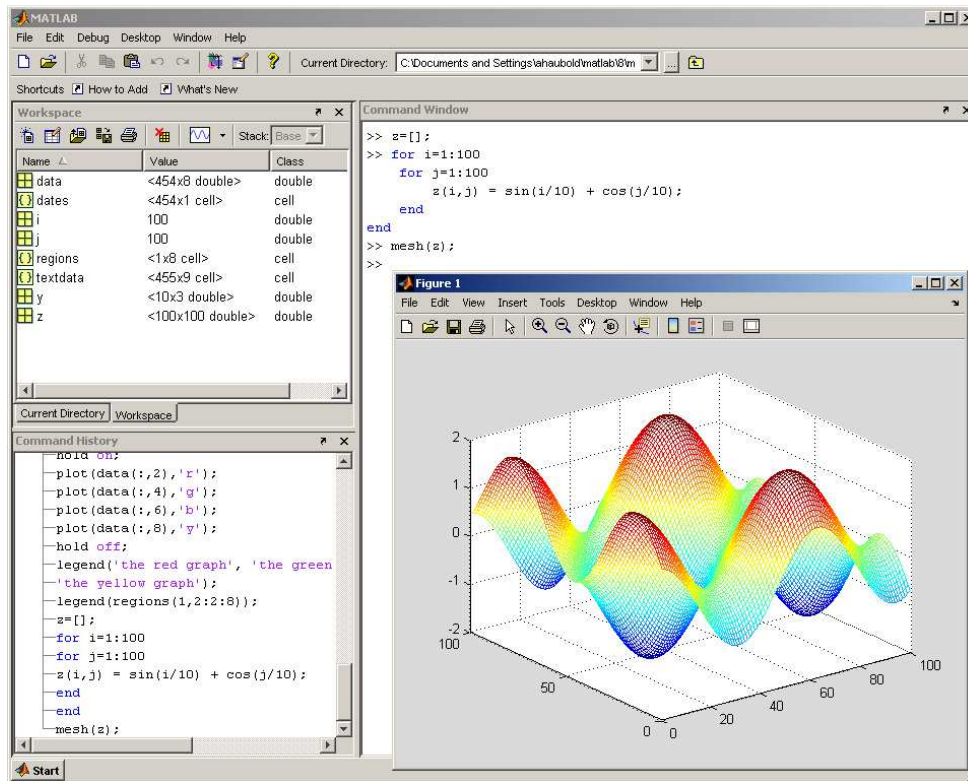 MATLAB
File Edit Debug Desktop Window Help
Current Directory: C:\Documents and Settings\ahaubold\matlab\8\m ...
Shortcuts How to Add What's New
Workspace
Stack: Base
Name Value Class
data <454x8 double> double
dates <454x1 cell> cell
i 100 double
j 100 double
regions <1x8 cell> cell
textdata <455x9 cell> cell
y <10x3 double> double
z <100x100 double> double
Current Directory Workspace
Command History
hold on;
plot(data(:,2),'r');
plot(data(:,4),'g');
plot(data(:,6),'b');
plot(data(:,8),'y');
hold off;
legend('the red graph', 'the green
'the yellow graph');
legend(regions(1,2:2:8));
z=[];
for i=1:100
for j=1:100
z(i,j) = sin(i/10) + cos(j/10);
end
end
mesh(z);
Start
Command Window
>> z=[];
>> for i=1:100
for j=1:100
z(i,j) = sin(i/10) + cos(j/10);
end
end
>> mesh(z);
>>
Figure 1
File Edit View Insert Tools Desktop Window Help
2
1
0
-1
-2
100
50
0
0
20
40
60
80
100